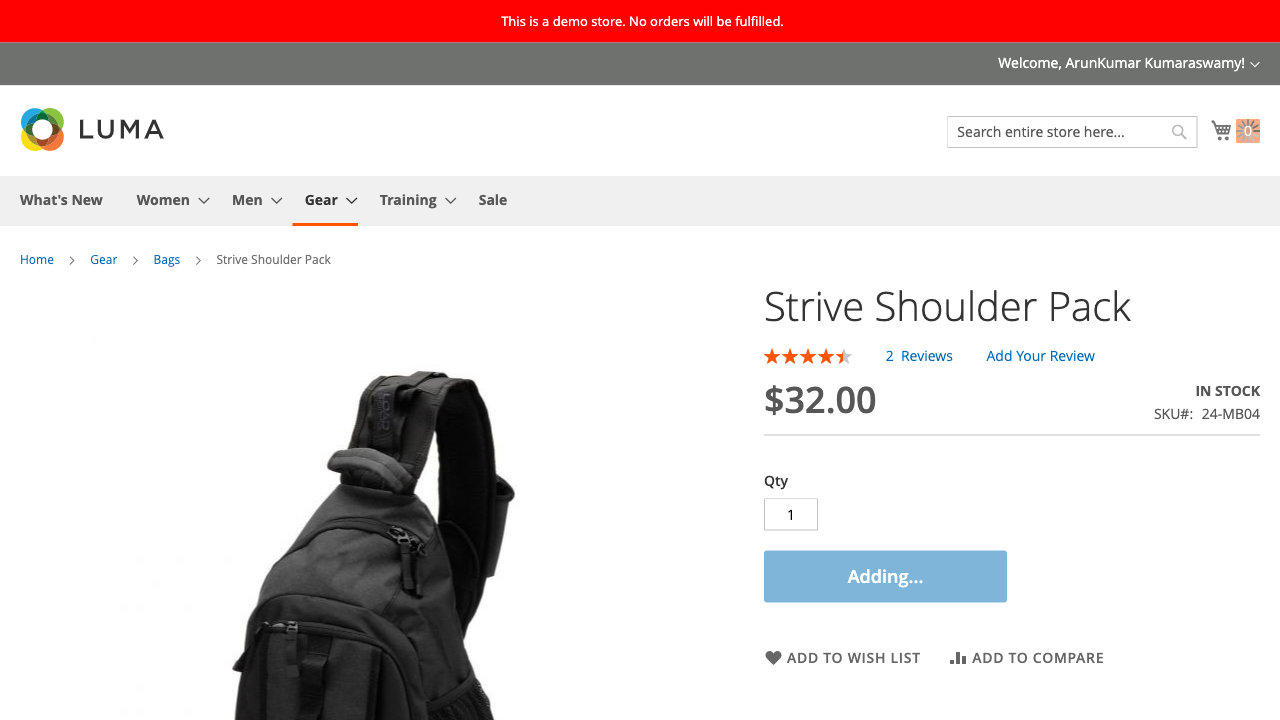 This is a demo store. No orders will be fulfilled.
Welcome, ArunKumar Kumaraswamy!
LUMA
Search entire store here...
0
What's New Women Men Gear Training Sale
Home Gear Bags Strive Shoulder Pack
Strive Shoulder Pack
2 Reviews Add Your Review
$32.00
IN STOCK
SKU#: 24-MB04
Qty
1
Adding...
ADD TO WISH LIST ADD TO COMPARE